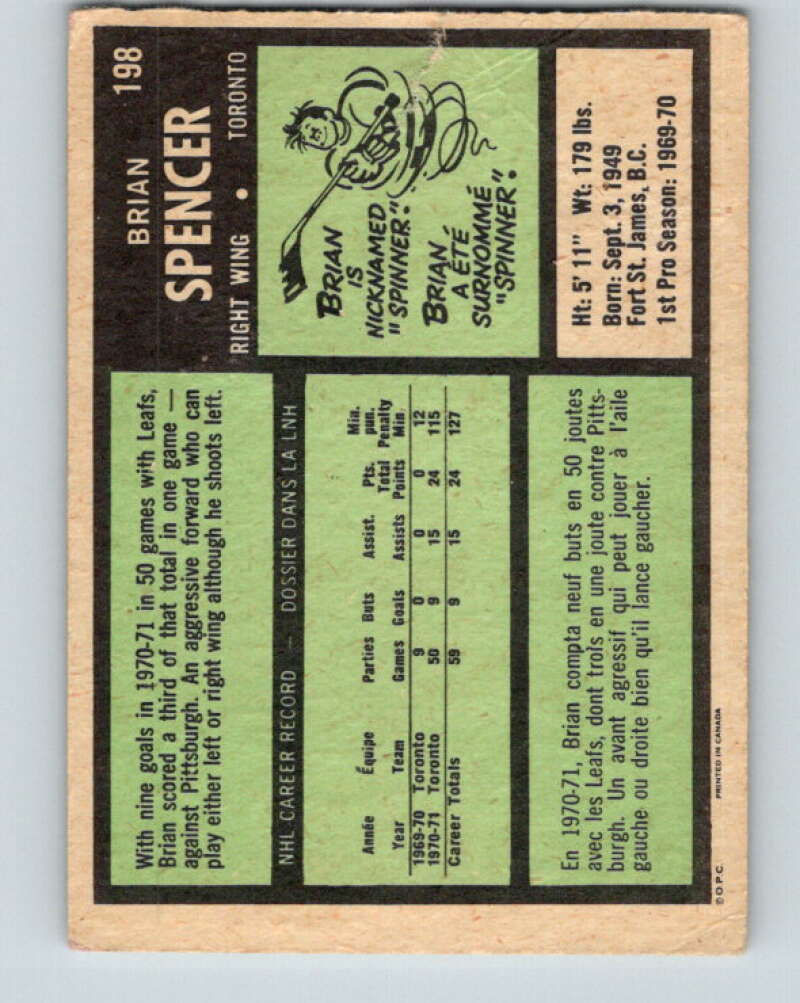 BRIAN 198
SPENCER
RIGHT WING • TORONTO
With nine goals in 1970-71 in 50 games with Leafs,
Brian scored a third of that total in one game —
against Pittsburgh. An aggressive forward who can
play either left or right wing although he shoots left.
BRIAN
IS
NICKNAMED
"SPINNER".
BRIAN
A ÉTÉ
SURNOMMÉ
"SPINNER".
NHL CAREER RECORD — DOSSIER DANS LA LNH
Année Équipe Parties Buts Assist. Pts. Total Min. pun.
Year Team Games Goals Assists Points Penalty Min.
1969-70 Toronto 9 0 0 0 12
1970-71 Toronto 50 9 15 24 115
Career Totals 59 9 15 24 127
Ht: 5' 11" Wt: 179 lbs.
Born: Sept. 3, 1949
Fort St. James, B.C.
1st Pro Season: 1969-70
En 1970-71, Brian compta neuf buts en 50 joutes
avec les Leafs, dont trois en une joute contre Pitts-
burgh. Un avant agressif qui peut jouer à l'aile
gauche ou droite bien qu'il lance gaucher.
© O.P.C. PRINTED IN CANADA